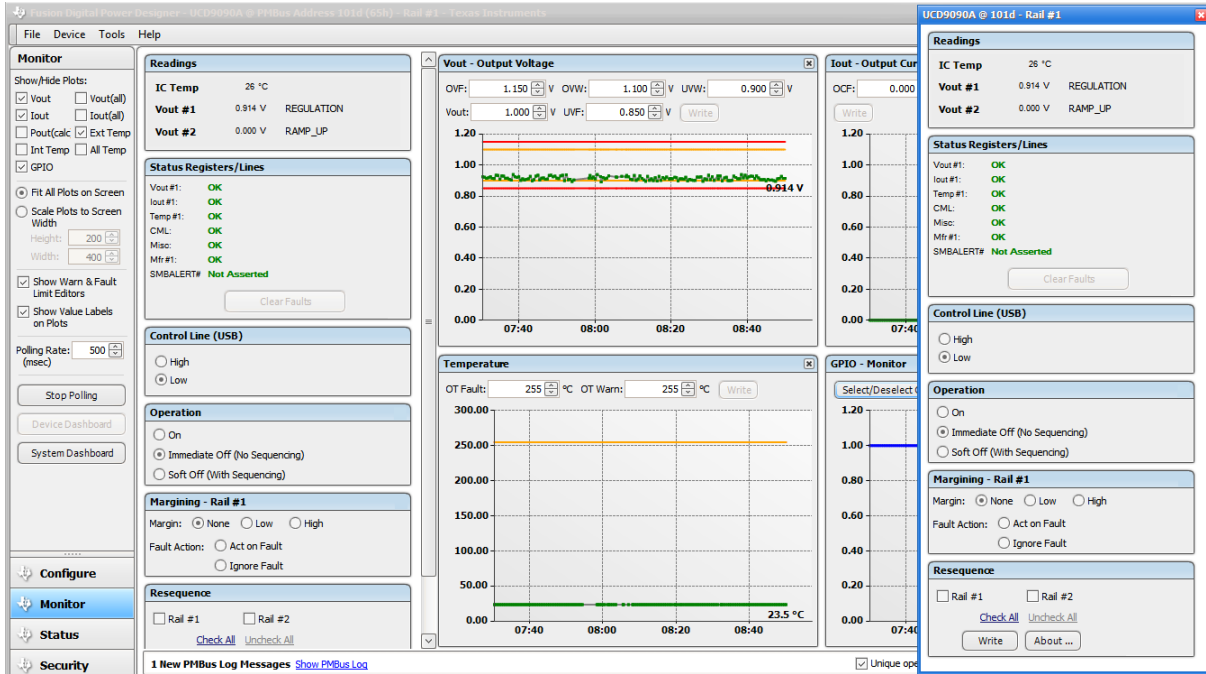 Fusion Digital Power Designer - UCD9090A @ PMBus Address 101d (65h) - Rail #1 - Texas Instruments
File Device Tools Help
Monitor
Show/Hide Plots:
Vout Vout(all)
Iout Iout(all)
Pout(calc Ext Temp
Int Temp All Temp
GPIO
Fit All Plots on Screen
Scale Plots to Screen
Width
Height: 200
Width: 400
Show Warn & Fault
Limit Editors
Show Value Labels
on Plots
Polling Rate: 500
(msec)
Stop Polling
Device Dashboard
System Dashboard
Configure
Monitor
Status
Security
Readings
IC Temp 26 °C
Vout #1 0.914 V REGULATION
Vout #2 0.000 V RAMP_UP
Status Registers/Lines
Vout #1: OK
Iout #1: OK
Temp #1: OK
CML: OK
Misc: OK
Mfr #1: OK
SMBALERT# Not Asserted
Clear Faults
Control Line (USB)
High
Low
Operation
On
Immediate Off (No Sequencing)
Soft Off (With Sequencing)
Margining - Rail #1
Margin: None Low High
Fault Action: Act on Fault
Ignore Fault
Resequence
Rail #1 Rail #2
Check All Uncheck All
1 New PMBus Log Messages Show PMBus Log
Vout - Output Voltage
OVF: 1.150 V OVW: 1.100 V UVW: 0.900 V
Vout: 1.000 V UVF: 0.850 V Write
1.20
1.00
0.80
0.60
0.40
0.20
0.00
0.914 V
07:40 08:00 08:20 08:40
Temperature
OT Fault: 255 °C OT Warn: 255 °C Write
300.00
250.00
200.00
150.00
100.00
50.00
0.00
23.5 °C
07:40 08:00 08:20 08:40
Iout - Output Cur
OCF: 0.000
Write
1.20
1.00
0.80
0.60
0.40
0.20
0.00
07:40
GPIO - Monitor
Select/Deselect
1.20
1.00
0.80
0.60
0.40
0.20
0.00
07:40
Unique ope
UCD9090A @ 101d - Rail #1
Readings
IC Temp 26 °C
Vout #1 0.914 V REGULATION
Vout #2 0.000 V RAMP_UP
Status Registers/Lines
Vout #1: OK
Iout #1: OK
Temp #1: OK
CML: OK
Misc: OK
Mfr #1: OK
SMBALERT# Not Asserted
Clear Faults
Control Line (USB)
High
Low
Operation
On
Immediate Off (No Sequencing)
Soft Off (With Sequencing)
Margining - Rail #1
Margin: None Low High
Fault Action: Act on Fault
Ignore Fault
Resequence
Rail #1 Rail #2
Check All Uncheck All
Write About ...